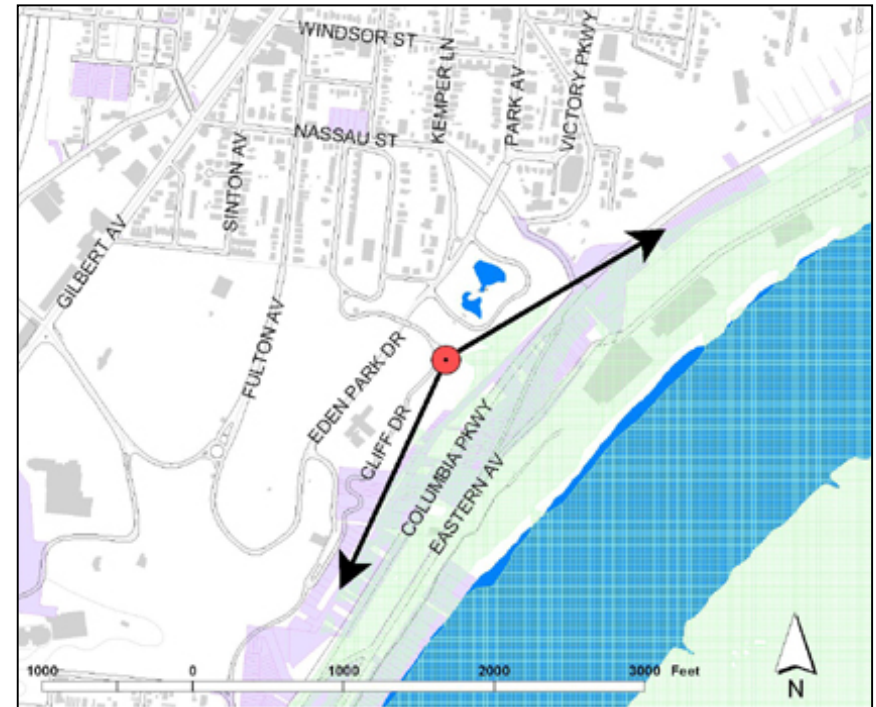 WINDSOR ST
KEMPER LN
PARK AV
VICTORY PKWY
NASSAU ST
SINTON AV
GILBERT AV
FULTON AV
EDEN PARK DR
CLIFF DR
COLUMBIA PKWY
EASTERN AV
1000 0 1000 2000 3000 Feet
N